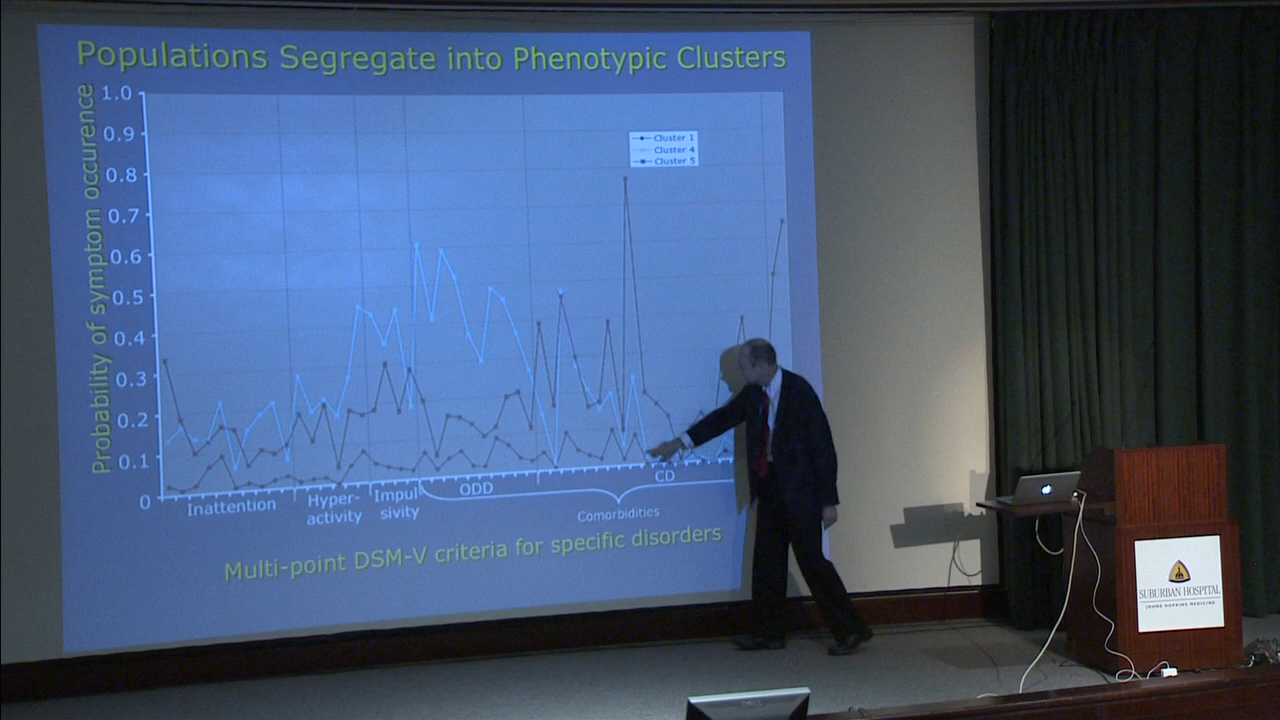 Populations Segregate into Phenotypic Clusters
Probability of symptom occurence
1.0
0.9
0.8
0.7
0.6
0.5
0.4
0.3
0.2
0.1
0
Cluster 1
Cluster 4
Cluster 5
Inattention
Hyper-
activity
Impul
sivity
ODD
CD
Comorbidities
Multi-point DSM-V criteria for specific disorders
SUBURBAN HOSPITAL
JOHNS HOPKINS MEDICINE